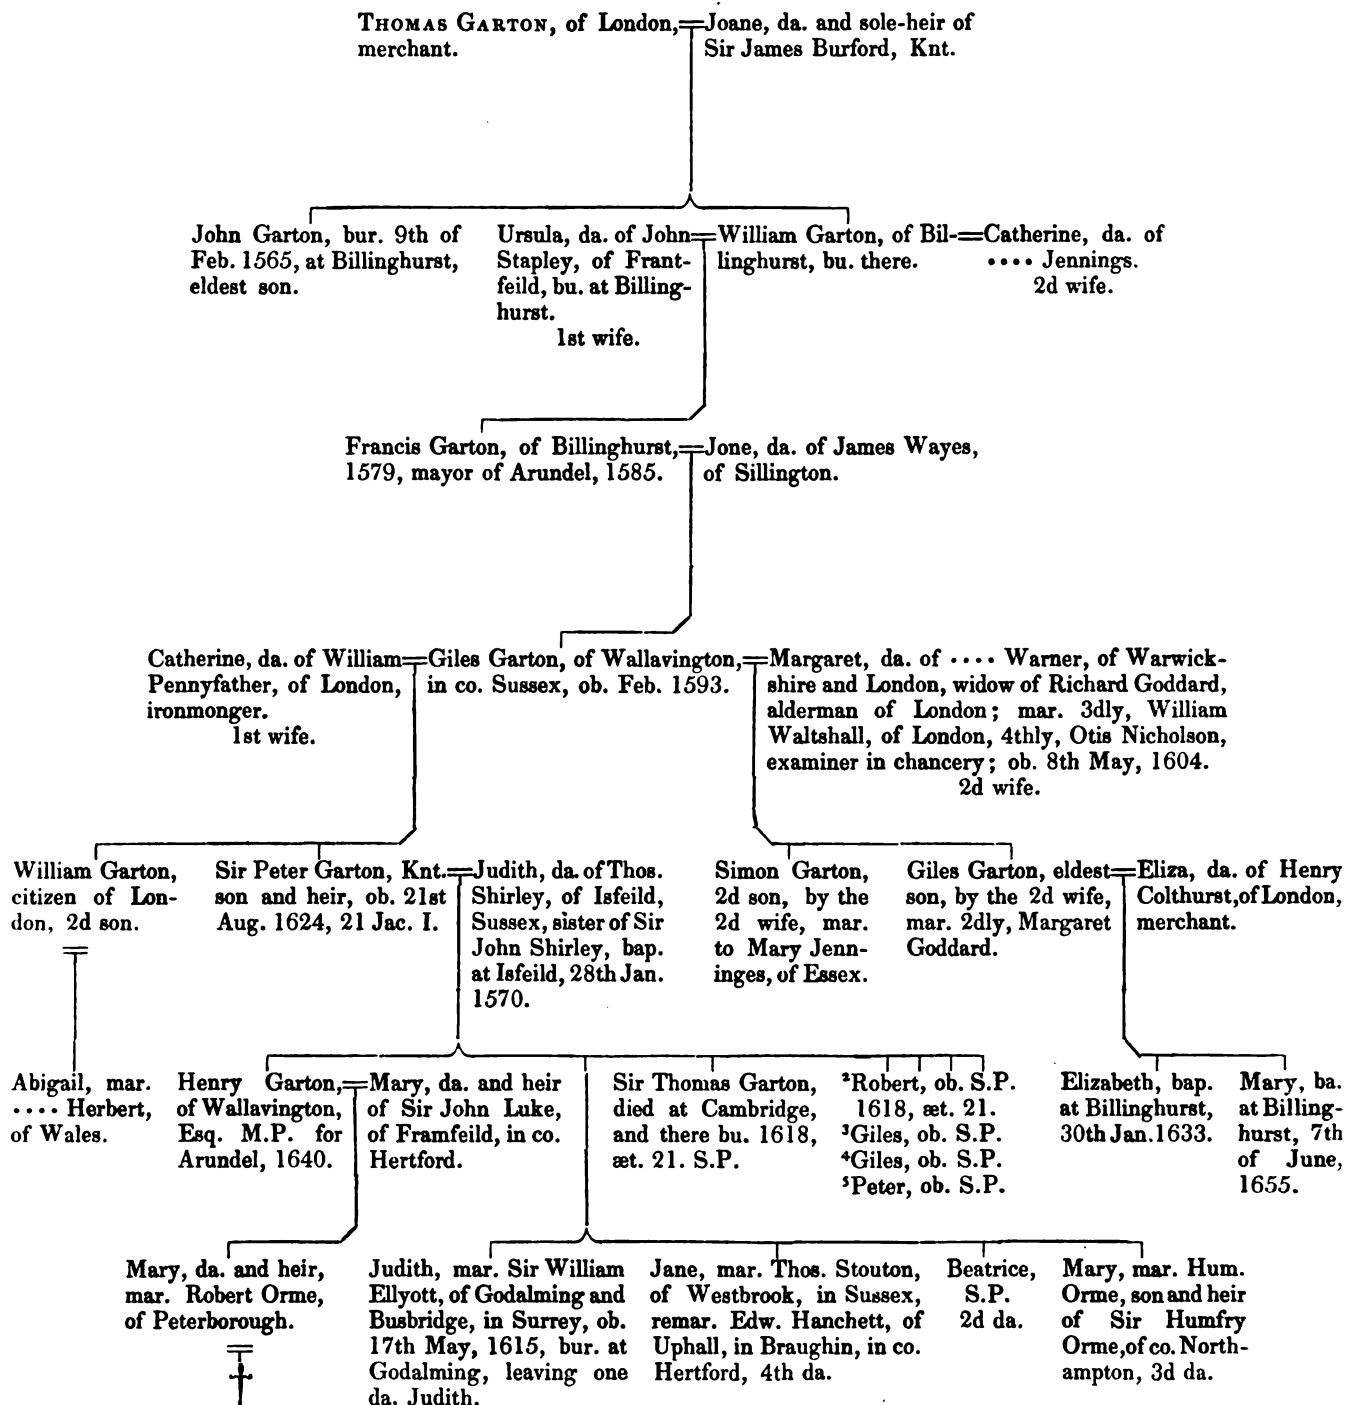 THOMAS GARTON, of London,
merchant.
Joane, da. and sole-heir of
Sir James Burford, Knt.
John Garton, bur. 9th of
Feb. 1565, at Billinghurst,
eldest son.
Ursula, da. of John
Stapley, of Frant-
feild, bu. at Billing-
hurst.
1st wife.
William Garton, of Bil-
linghurst, bu. there.
Catherine, da. of
•••• Jennings.
2d wife.
Francis Garton, of Billinghurst,
1579, mayor of Arundel, 1585.
Jone, da. of James Wayes,
of Sillington.
Catherine, da. of William
Pennyfather, of London,
ironmonger.
1st wife.
Giles Garton, of Wallavington,
in co. Sussex, ob. Feb. 1593.
Margaret, da. of •••• Warner, of Warwick-
shire and London, widow of Richard Goddard,
alderman of London; mar. 3dly, William
Waltshall, of London, 4thly, Otis Nicholson,
examiner in chancery; ob. 8th May, 1604.
2d wife.
William Garton,
citizen of Lon-
don, 2d son.
Sir Peter Garton, Knt.
son and heir, ob. 21st
Aug. 1624, 21 Jac. I.
Judith, da. of Thos.
Shirley, of Isfeild,
Sussex, sister of Sir
John Shirley, bap.
at Isfeild, 28th Jan.
1570.
Simon Garton,
2d son, by the
2d wife, mar.
to Mary Jenn-
inges, of Essex.
Giles Garton, eldest
son, by the 2d wife,
mar. 2dly, Margaret
Goddard.
Eliza, da. of Henry
Colthurst, of London,
merchant.
Abigail, mar.
•••• Herbert,
of Wales.
Henry Garton,
of Wallavington,
Esq. M.P. for
Arundel, 1640.
Mary, da. and heir
of Sir John Luke,
of Framfeild, in co.
Hertford.
Sir Thomas Garton,
died at Cambridge,
and there bu. 1618,
æt. 21. S.P.
²Robert, ob. S.P.
1618, æt. 21.
³Giles, ob. S.P.
⁴Giles, ob. S.P.
⁵Peter, ob. S.P.
Elizabeth, bap.
at Billinghurst,
30th Jan. 1633.
Mary, ba.
at Billing-
hurst, 7th
of June,
1655.
Mary, da. and heir,
mar. Robert Orme,
of Peterborough.
Judith, mar. Sir William
Ellyott, of Godalming and
Busbridge, in Surrey, ob.
17th May, 1615, bur. at
Godalming, leaving one
da. Judith.
Jane, mar. Thos. Stouton,
of Westbrook, in Sussex,
remar. Edw. Hanchett, of
Uphall, in Braughin, in co.
Hertford, 4th da.
Beatrice,
S.P.
2d da.
Mary, mar. Hum.
Orme, son and heir
of Sir Humfry
Orme, of co. North-
ampton, 3d da.